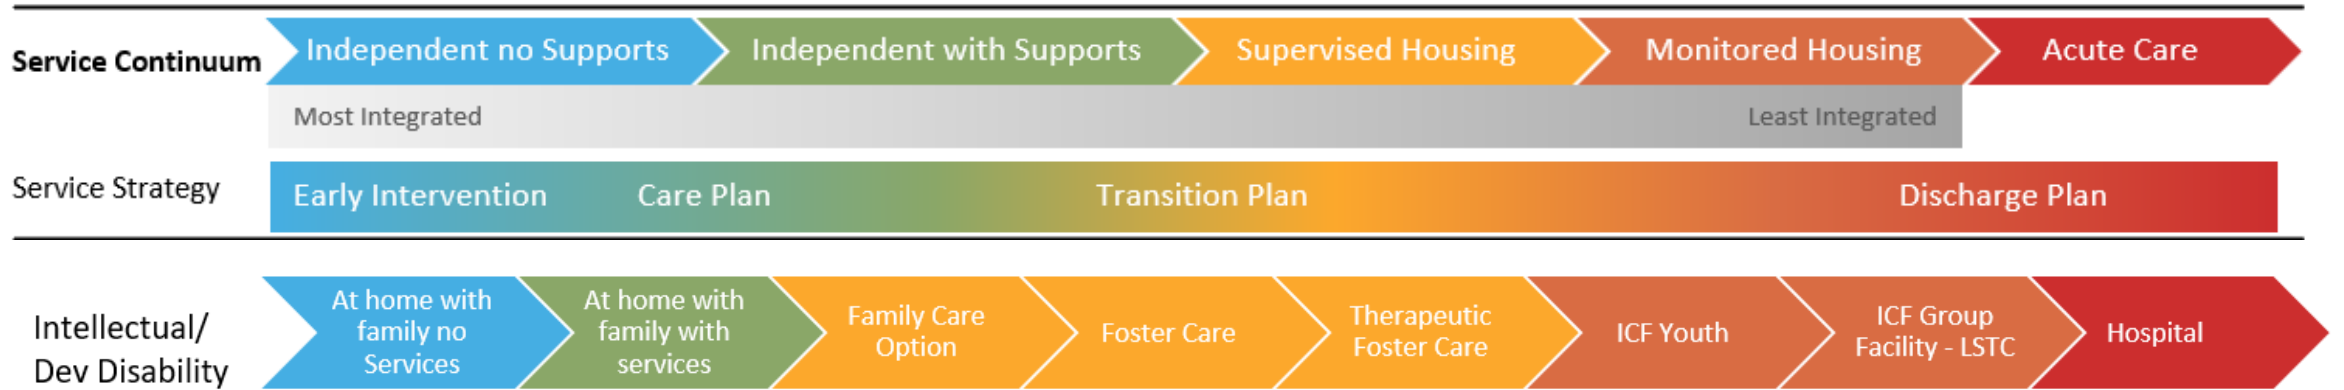 Service Continuum
Independent no Supports
Independent with Supports
Supervised Housing
Monitored Housing
Acute Care
Most Integrated
Least Integrated
Service Strategy
Early Intervention
Care Plan
Transition Plan
Discharge Plan
Intellectual/
Dev Disability
At home with
family no
Services
At home with
family with
services
Family Care
Option
Foster Care
Therapeutic
Foster Care
ICF Youth
ICF Group
Facility - LSTC
Hospital